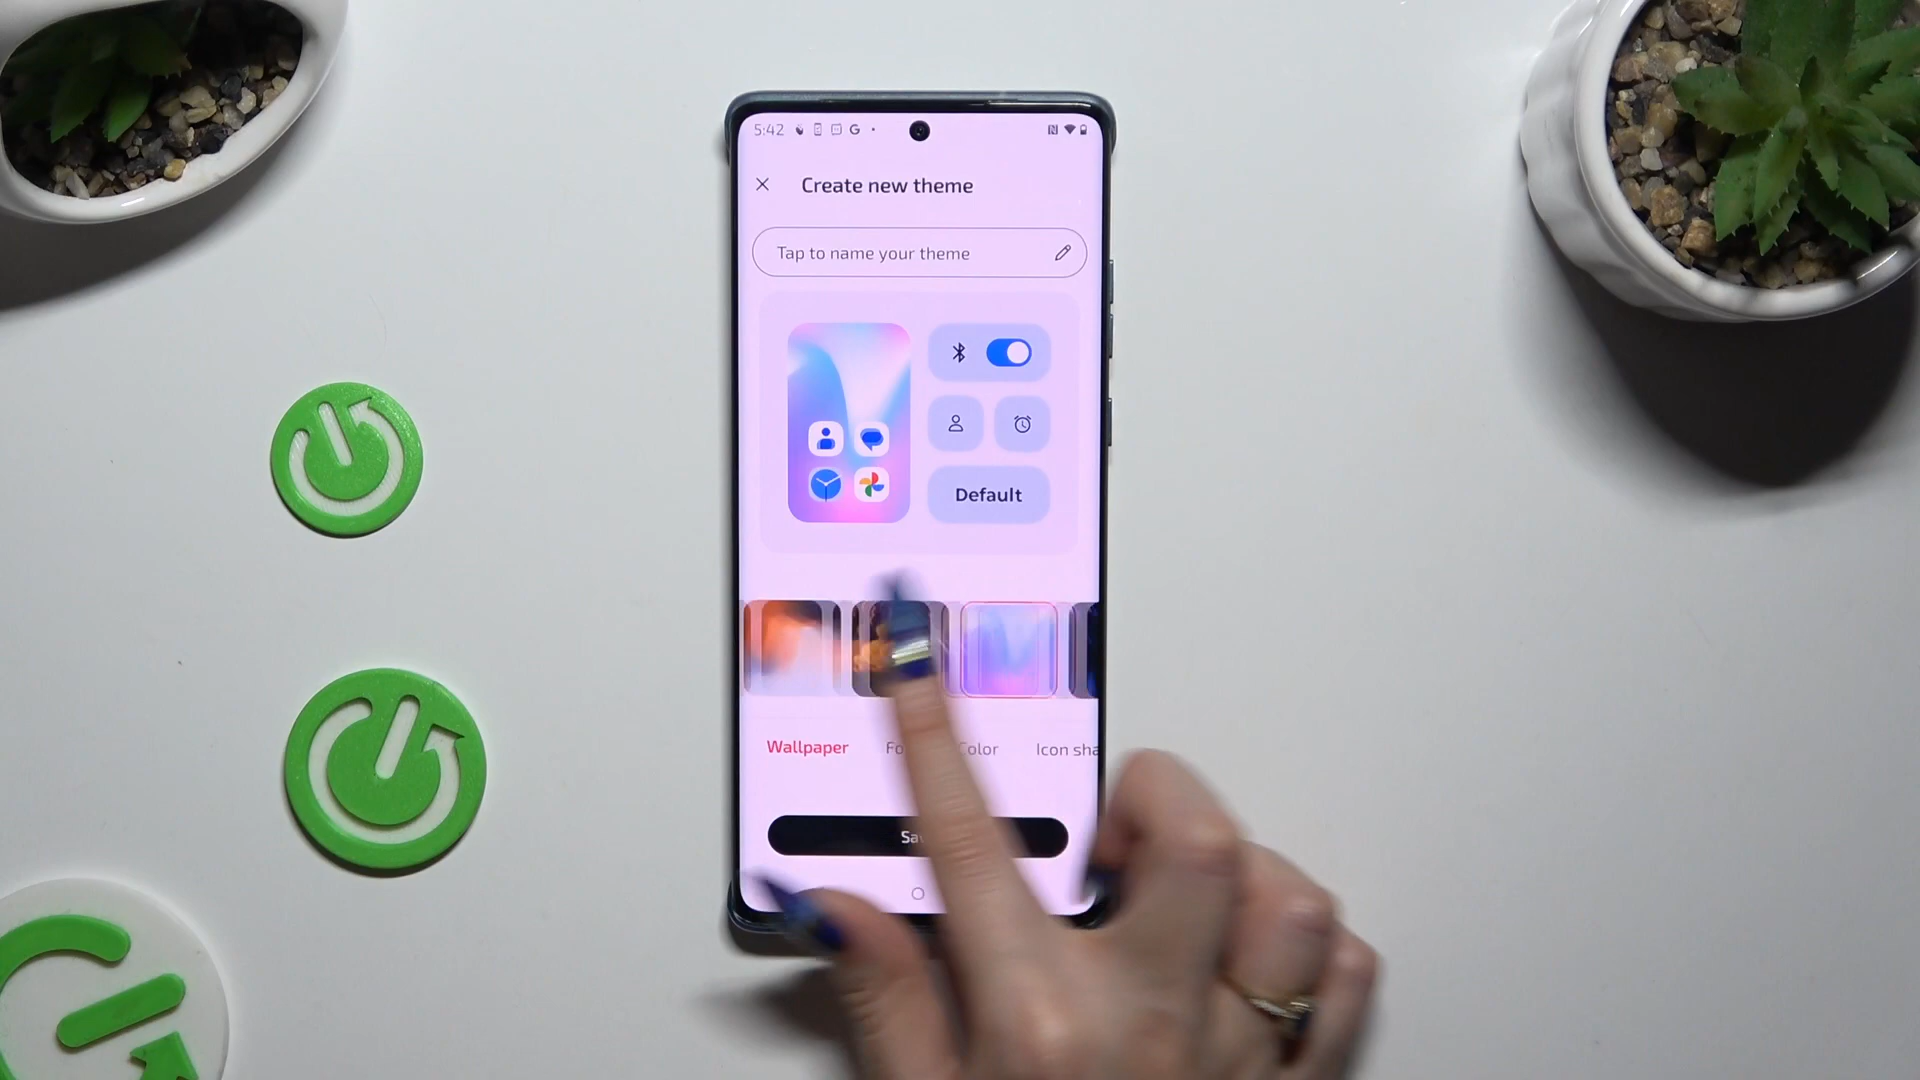 5:42
Create new theme
Tap to name your theme
Default
Wallpaper
Color
Icon sha